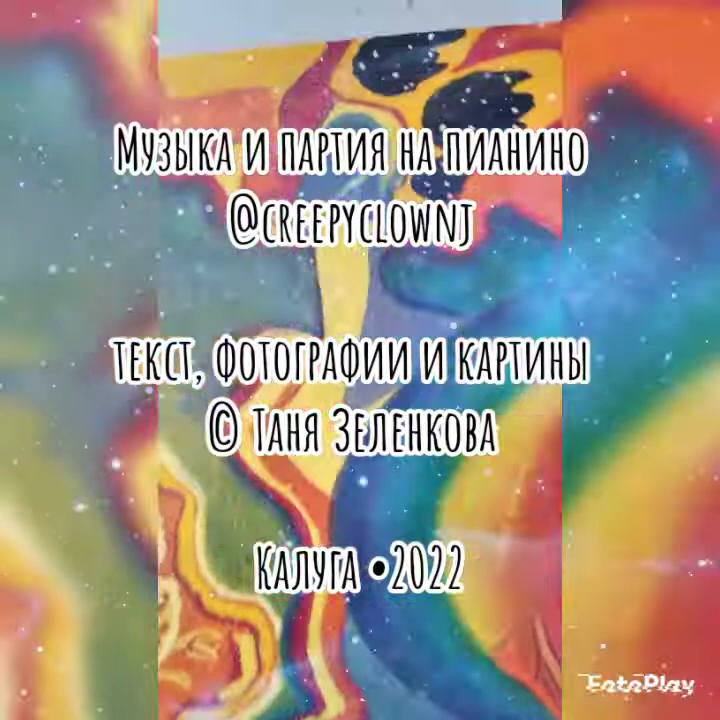 Музыка и партия на пианино
@creepyclownj
текст, фотографии и картины
© Таня Зеленкова
Калуга •2022
FotoPlay